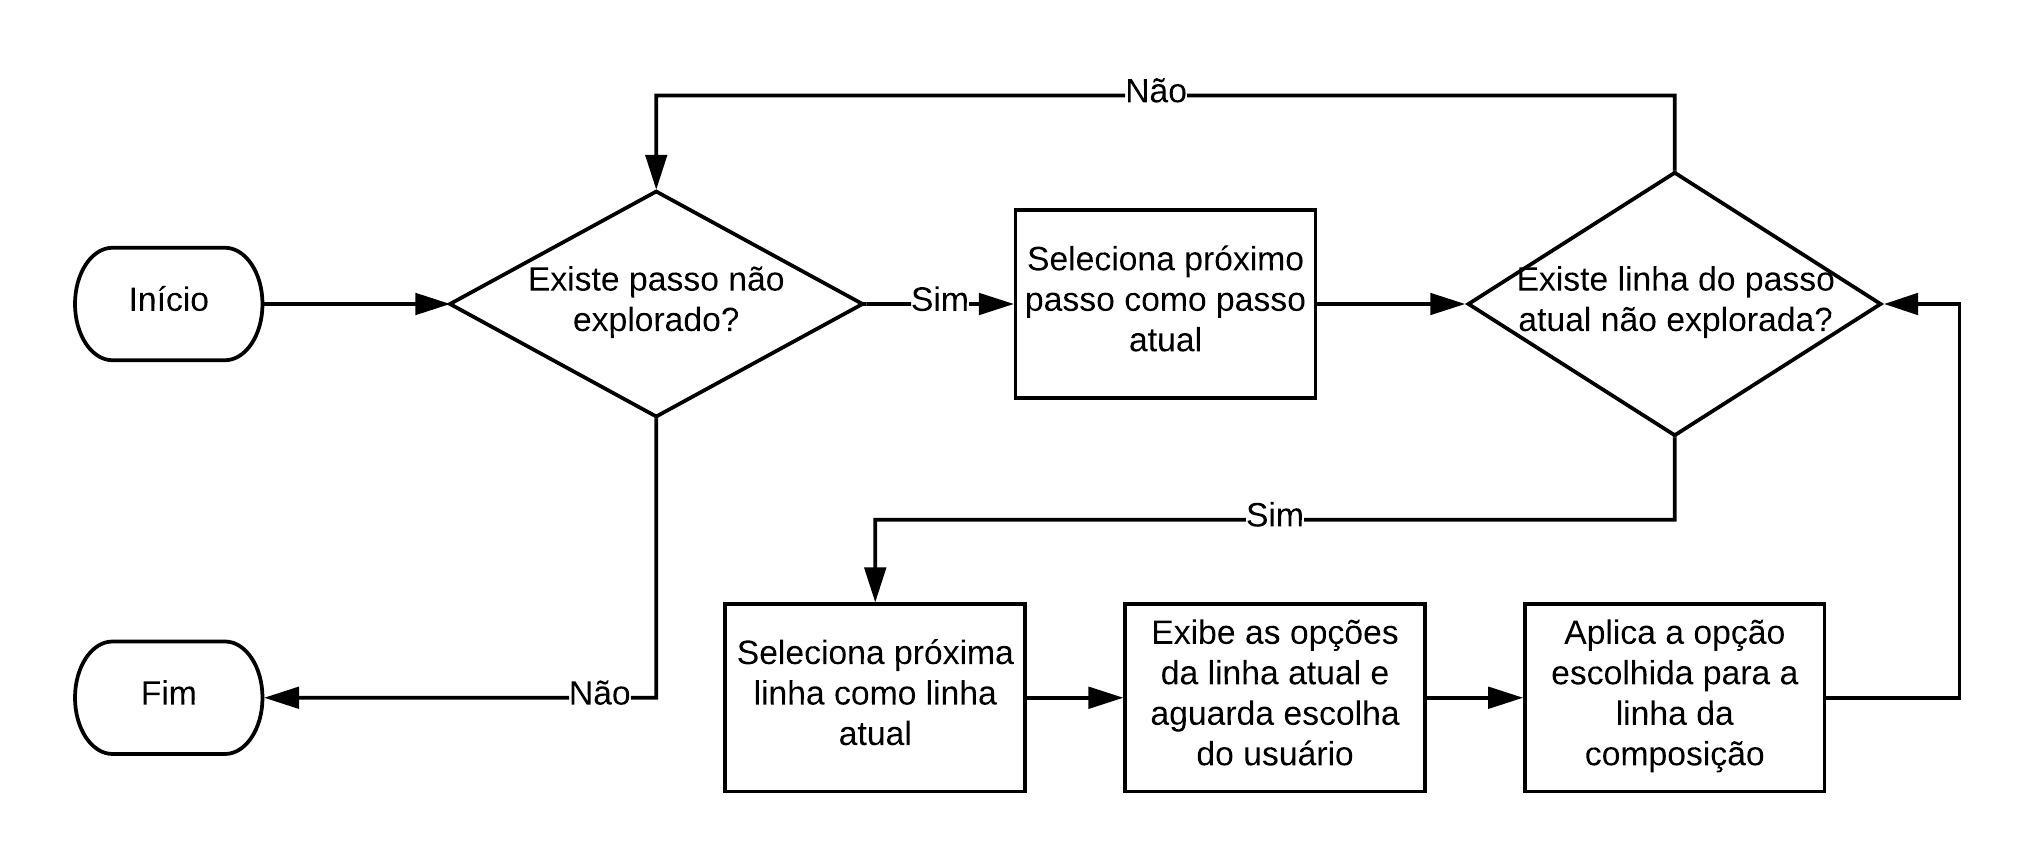 Não
Início
Existe passo não
explorado?
Sim
Seleciona próximo
passo como passo
atual
Existe linha do passo
atual não explorada?
Sim
Fim
Não
Seleciona próxima
linha como linha
atual
Exibe as opções
da linha atual e
aguarda escolha
do usuário
Aplica a opção
escolhida para a
linha da
composição